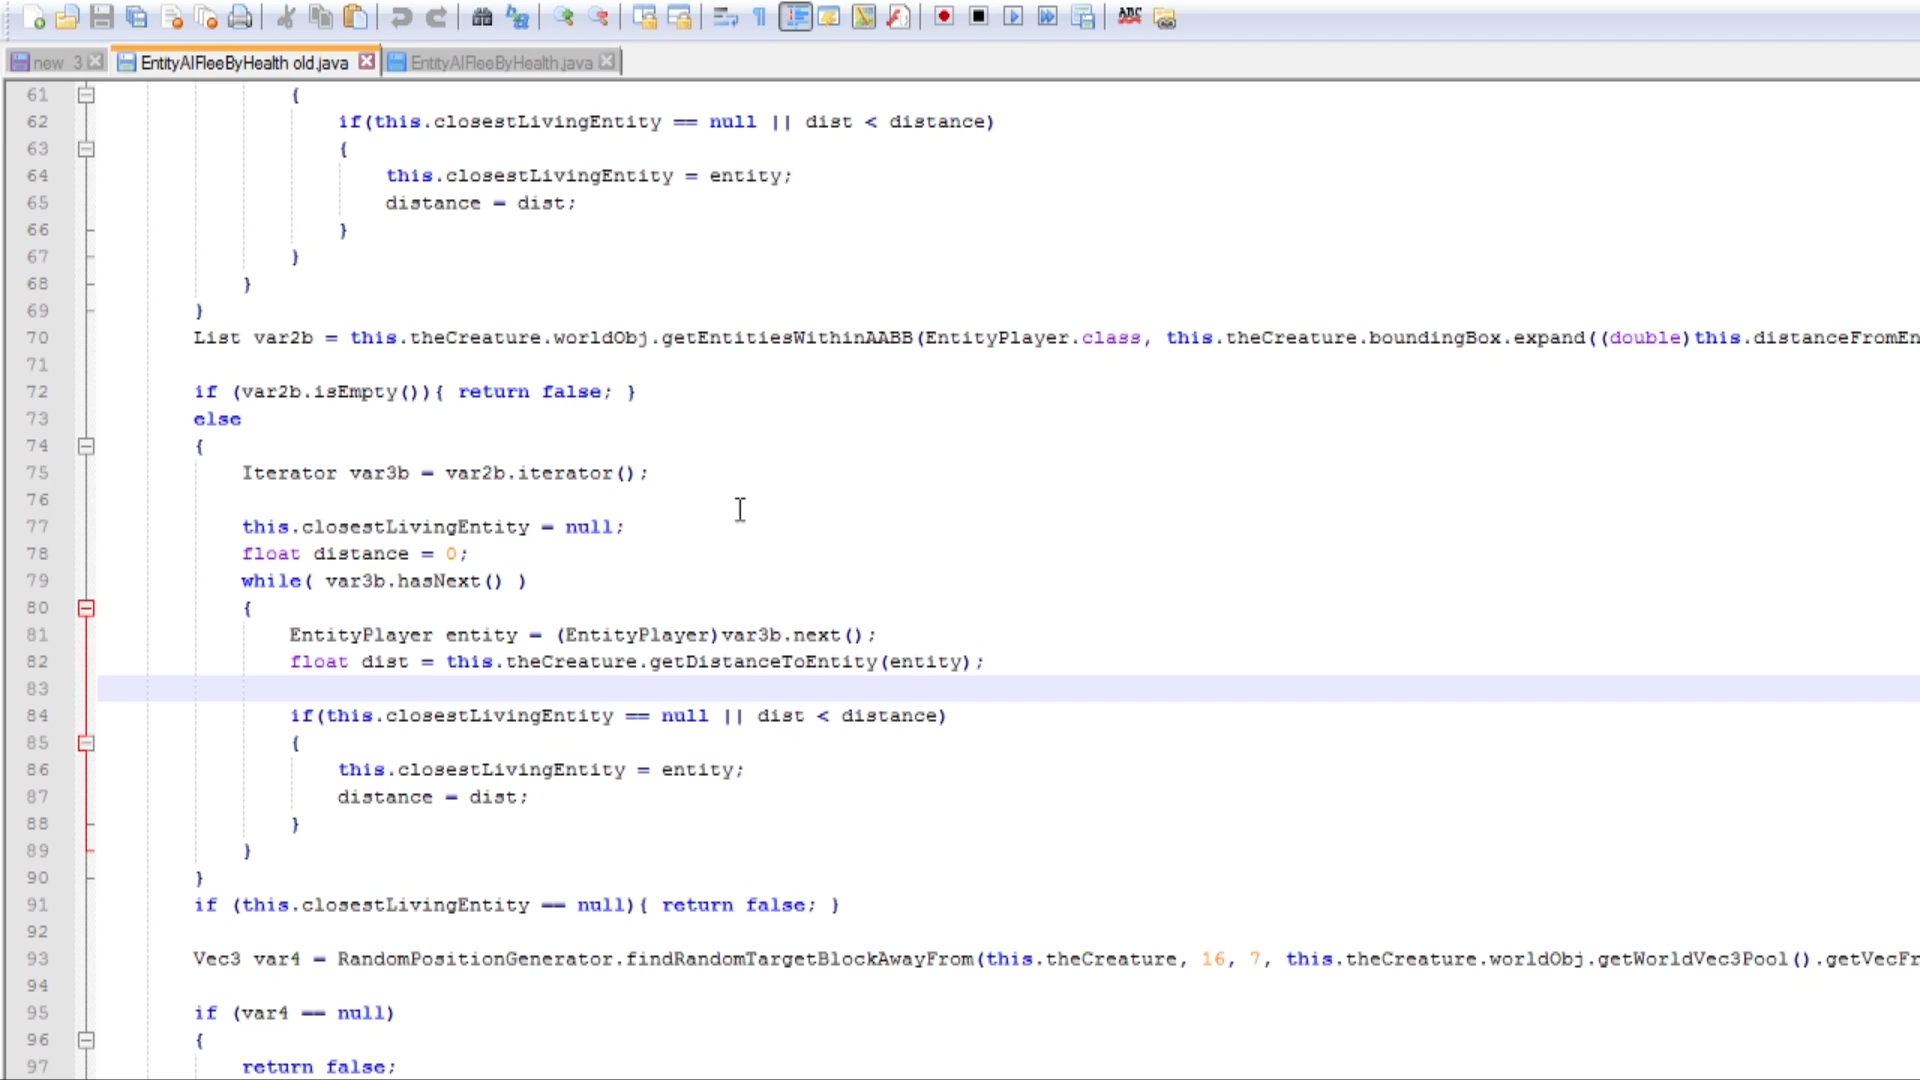 ABC
new 3 EntityAIFleeByHealth old.java EntityAIFleeByHealth.java
61 {
62 if(this.closestLivingEntity == null || dist < distance)
63 {
64 this.closestLivingEntity = entity;
65 distance = dist;
66 }
67 }
68 }
69 }
70 List var2b = this.theCreature.worldObj.getEntitiesWithinAABB(EntityPlayer.class, this.theCreature.boundingBox.expand((double)this.distanceFromEn
71
72 if (var2b.isEmpty()){ return false; }
73 else
74 {
75 Iterator var3b = var2b.iterator();
76
77 this.closestLivingEntity = null;
78 float distance = 0;
79 while( var3b.hasNext() )
80 {
81 EntityPlayer entity = (EntityPlayer)var3b.next();
82 float dist = this.theCreature.getDistanceToEntity(entity);
83
84 if(this.closestLivingEntity == null || dist < distance)
85 {
86 this.closestLivingEntity = entity;
87 distance = dist;
88 }
89 }
90 }
91 if (this.closestLivingEntity == null){ return false; }
92
93 Vec3 var4 = RandomPositionGenerator.findRandomTargetBlockAwayFrom(this.theCreature, 16, 7, this.theCreature.worldObj.getWorldVec3Pool().getVecFr
94
95 if (var4 == null)
96 {
97 return false;